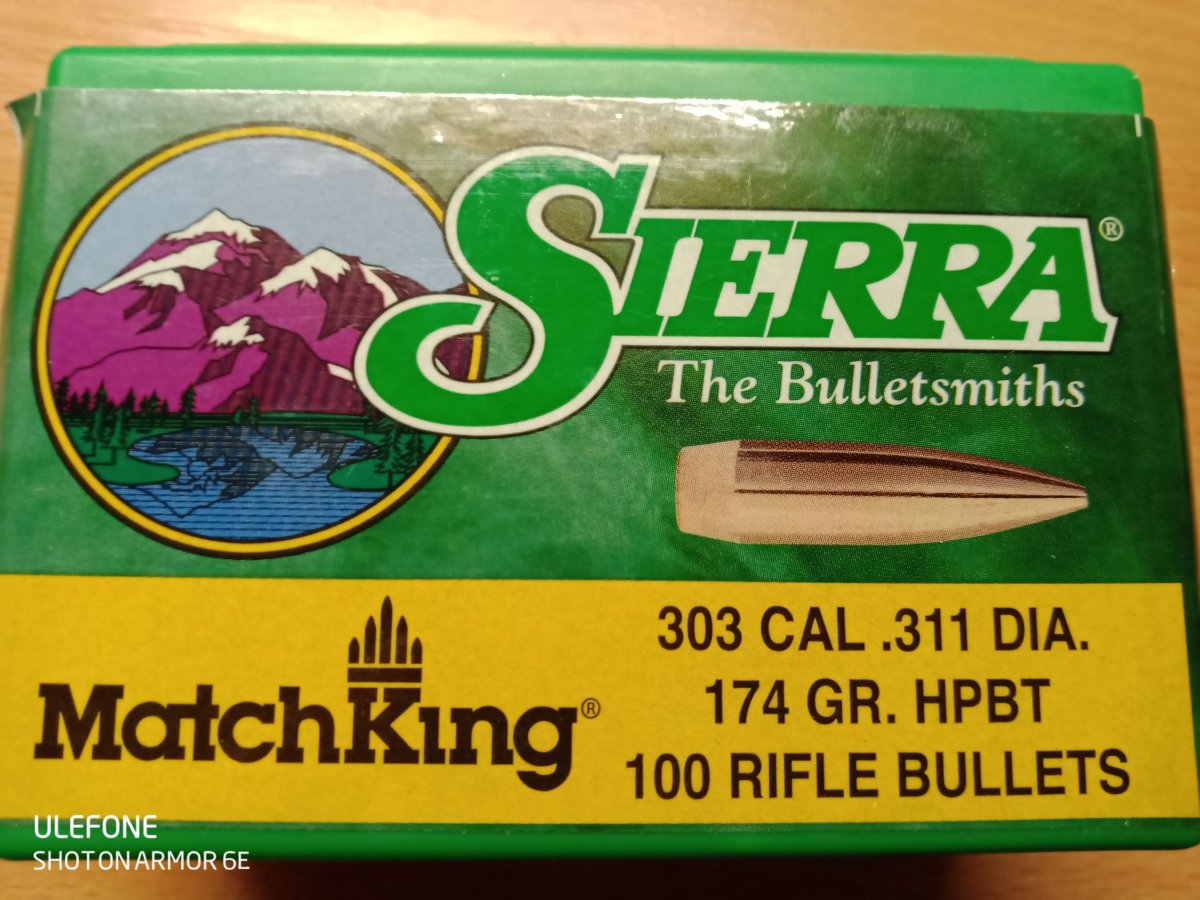 SIERRA®
The Bulletsmiths
303 CAL .311 DIA.
174 GR. HPBT
100 RIFLE BULLETS
MatchKing®
ULEFONE
SHOT ON ARMOR 6E